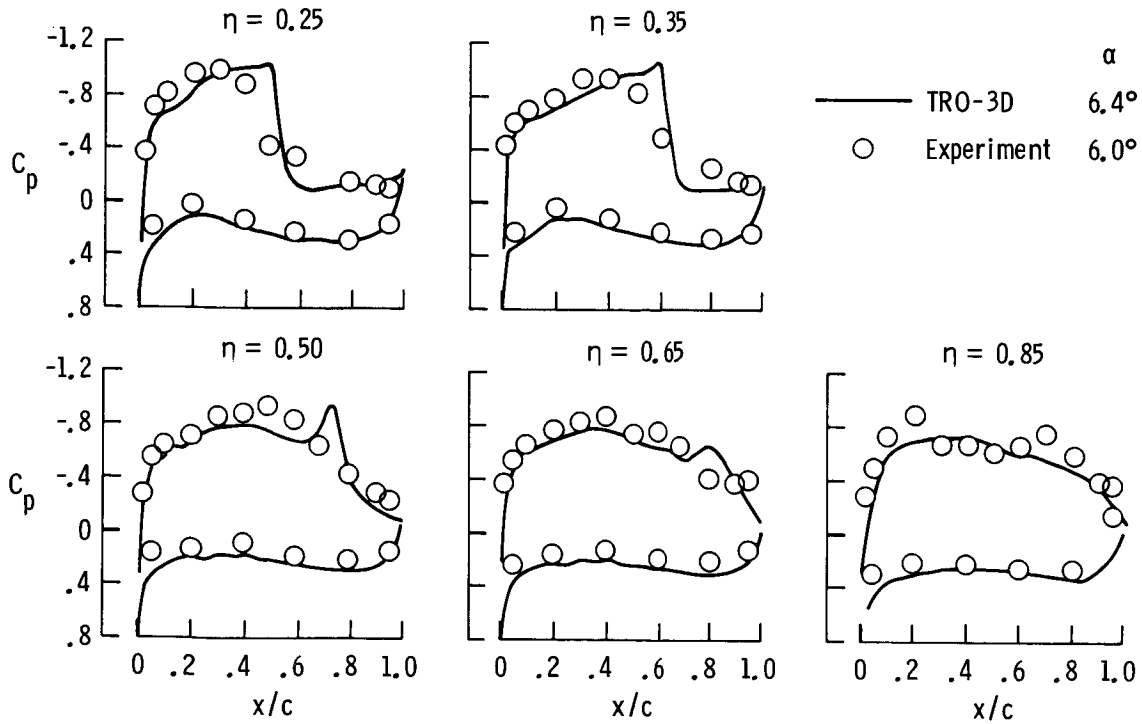 η = 0.25
η = 0.35
-1.2
-.8
-.4
0
.4
.8
C_p
α
TRO-3D 6.4°
Experiment 6.0°
η = 0.50
η = 0.65
η = 0.85
-1.2
-.8
-.4
0
.4
.8
C_p
0 .2 .4 .6 .8 1.0
0 .2 .4 .6 .8 1.0
0 .2 .4 .6 .8 1.0
x/c
x/c
x/c